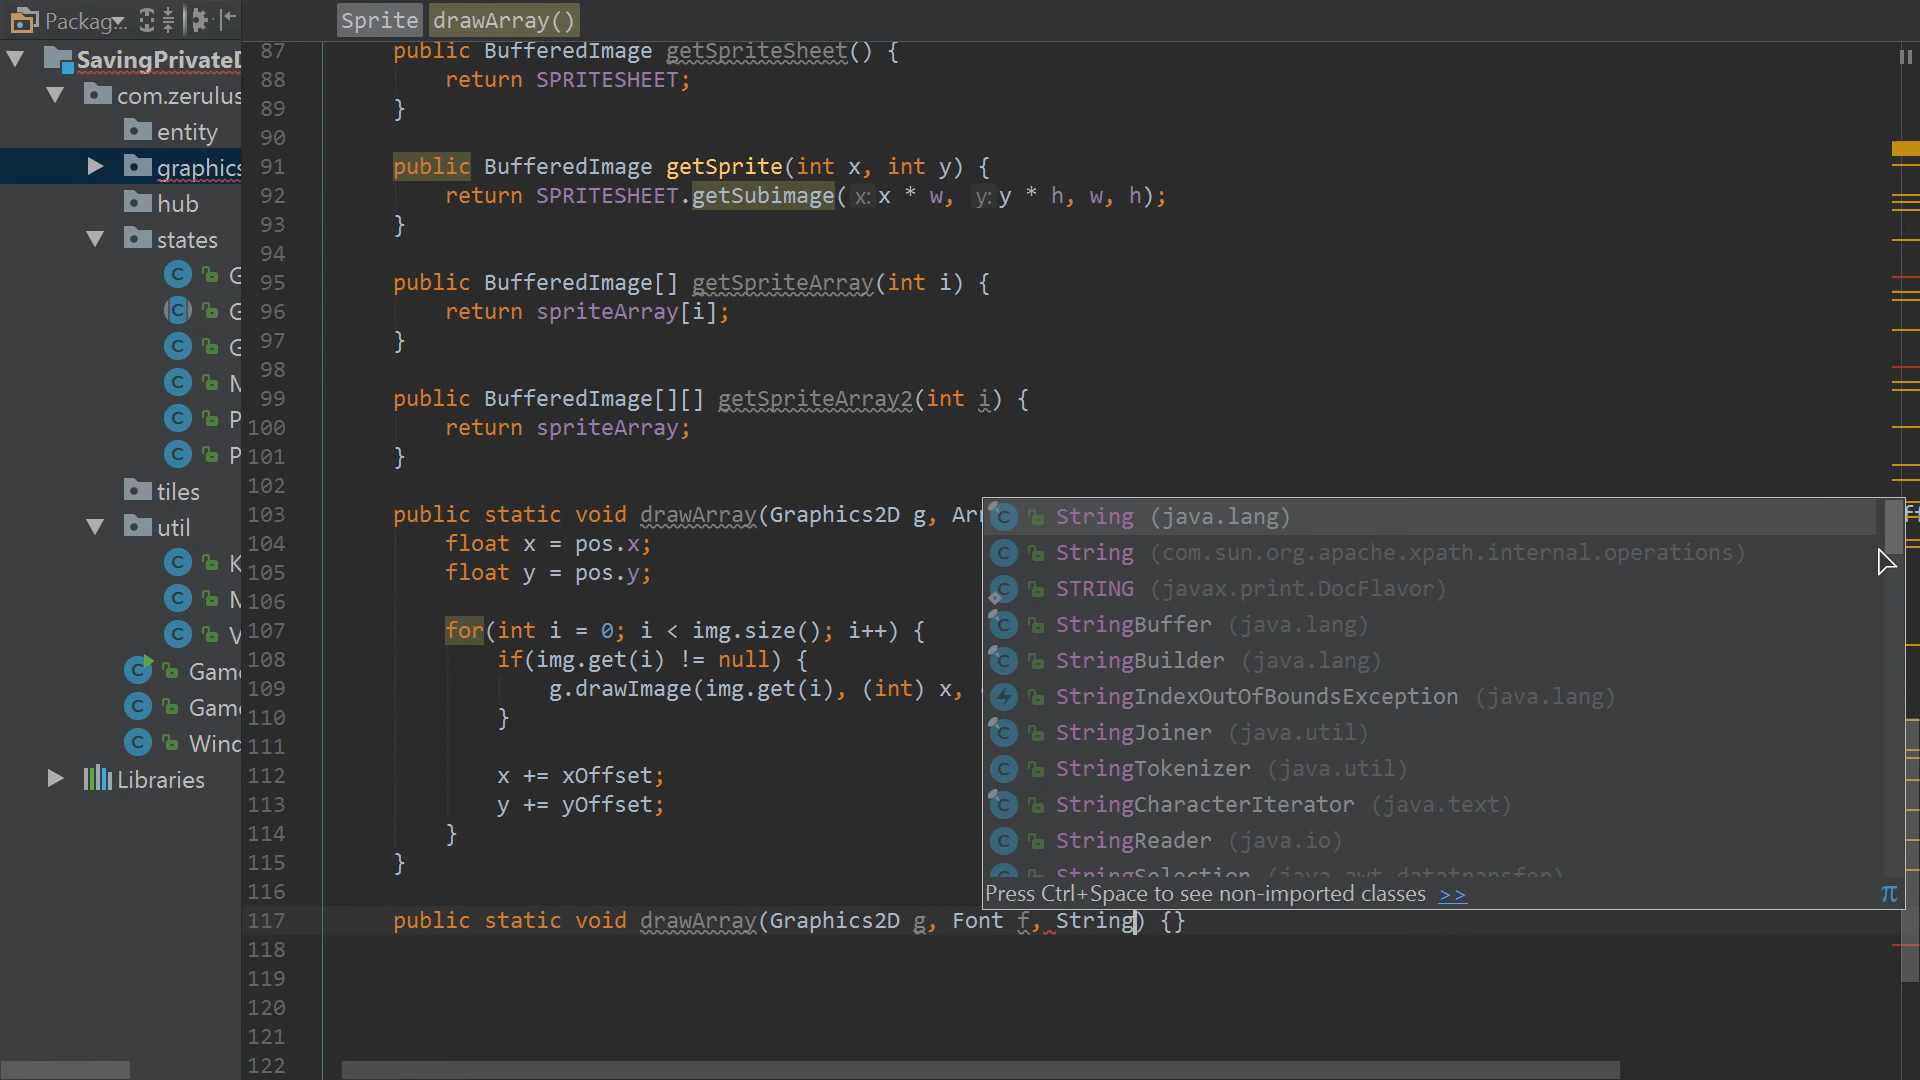 Packag...
Sprite drawArray()
SavingPrivateD
com.zerulus
entity
graphics
hub
states
G
G
G
M
P
P
tiles
util
K
M
V
Game
Game
Wind
Libraries
87 public BufferedImage getSpriteSheet() {
88 return SPRITESHEET;
89 }
90
91 public BufferedImage getSprite(int x, int y) {
92 return SPRITESHEET.getSubimage( x: x * w, y: y * h, w, h);
93 }
94
95 public BufferedImage[] getSpriteArray(int i) {
96 return spriteArray[i];
97 }
98
99 public BufferedImage[][] getSpriteArray2(int i) {
100 return spriteArray;
101 }
102
103 public static void drawArray(Graphics2D g, Arr
104 float x = pos.x;
105 float y = pos.y;
106
107 for(int i = 0; i < img.size(); i++) {
108 if(img.get(i) != null) {
109 g.drawImage(img.get(i), (int) x,
110 }
111
112 x += xOffset;
113 y += yOffset;
114 }
115 }
116
117 public static void drawArray(Graphics2D g, Font f, String) {}
118
119
120
121
122
String (java.lang)
String (com.sun.org.apache.xpath.internal.operations)
STRING (javax.print.DocFlavor)
StringBuffer (java.lang)
StringBuilder (java.lang)
StringIndexOutOfBoundsException (java.lang)
StringJoiner (java.util)
StringTokenizer (java.util)
StringCharacterIterator (java.text)
StringReader (java.io)
StringSelection (java.awt.datatransfer)
Press Ctrl+Space to see non-imported classes >> π